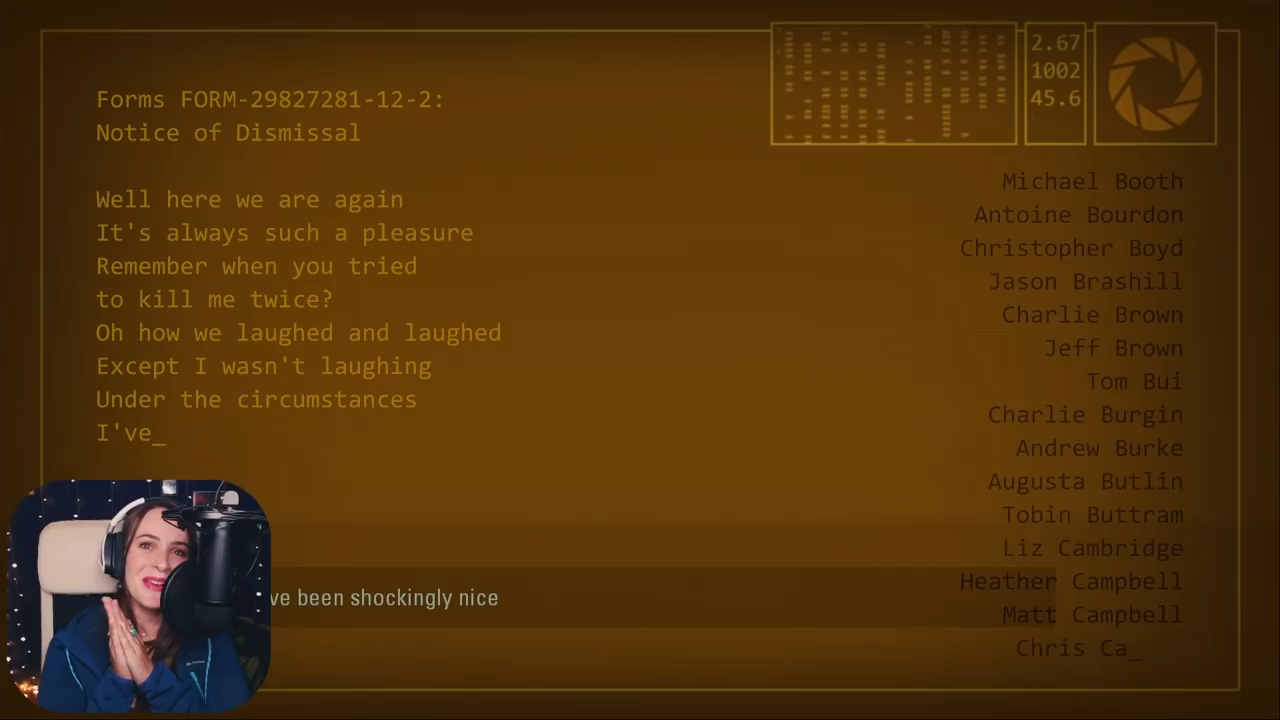 Forms FORM-29827281-12-2:
Notice of Dismissal
Well here we are again
It's always such a pleasure
Remember when you tried
to kill me twice?
Oh how we laughed and laughed
Except I wasn't laughing
Under the circumstances
I've_
've been shockingly nice
2.67
1002
45.6
Michael Booth
Antoine Bourdon
Christopher Boyd
Jason Brashill
Charlie Brown
Jeff Brown
Tom Bui
Charlie Burgin
Andrew Burke
Augusta Butlin
Tobin Buttram
Liz Cambridge
Heather Campbell
Matt Campbell
Chris Ca_